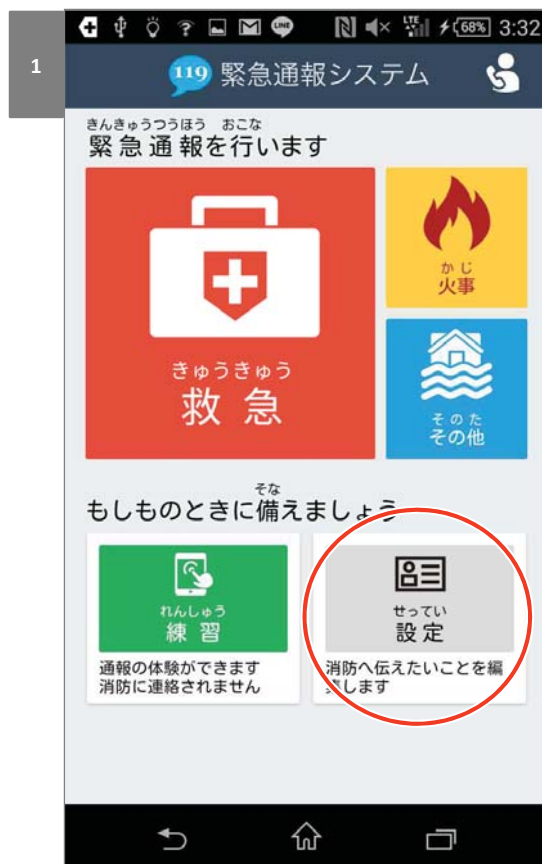 1
LINE
LTE
68%
3:32
119 緊急通報システム
きんきゅうつうほう おこな
緊急通報を行います
かじ
火事
きゅうきゅう
救急
そのた
その他
そな
もしものときに備えましょう
れんしゅう
練習
通報の体験ができます
消防に連絡されません
せってい
設定
消防へ伝えたいことを編
集します